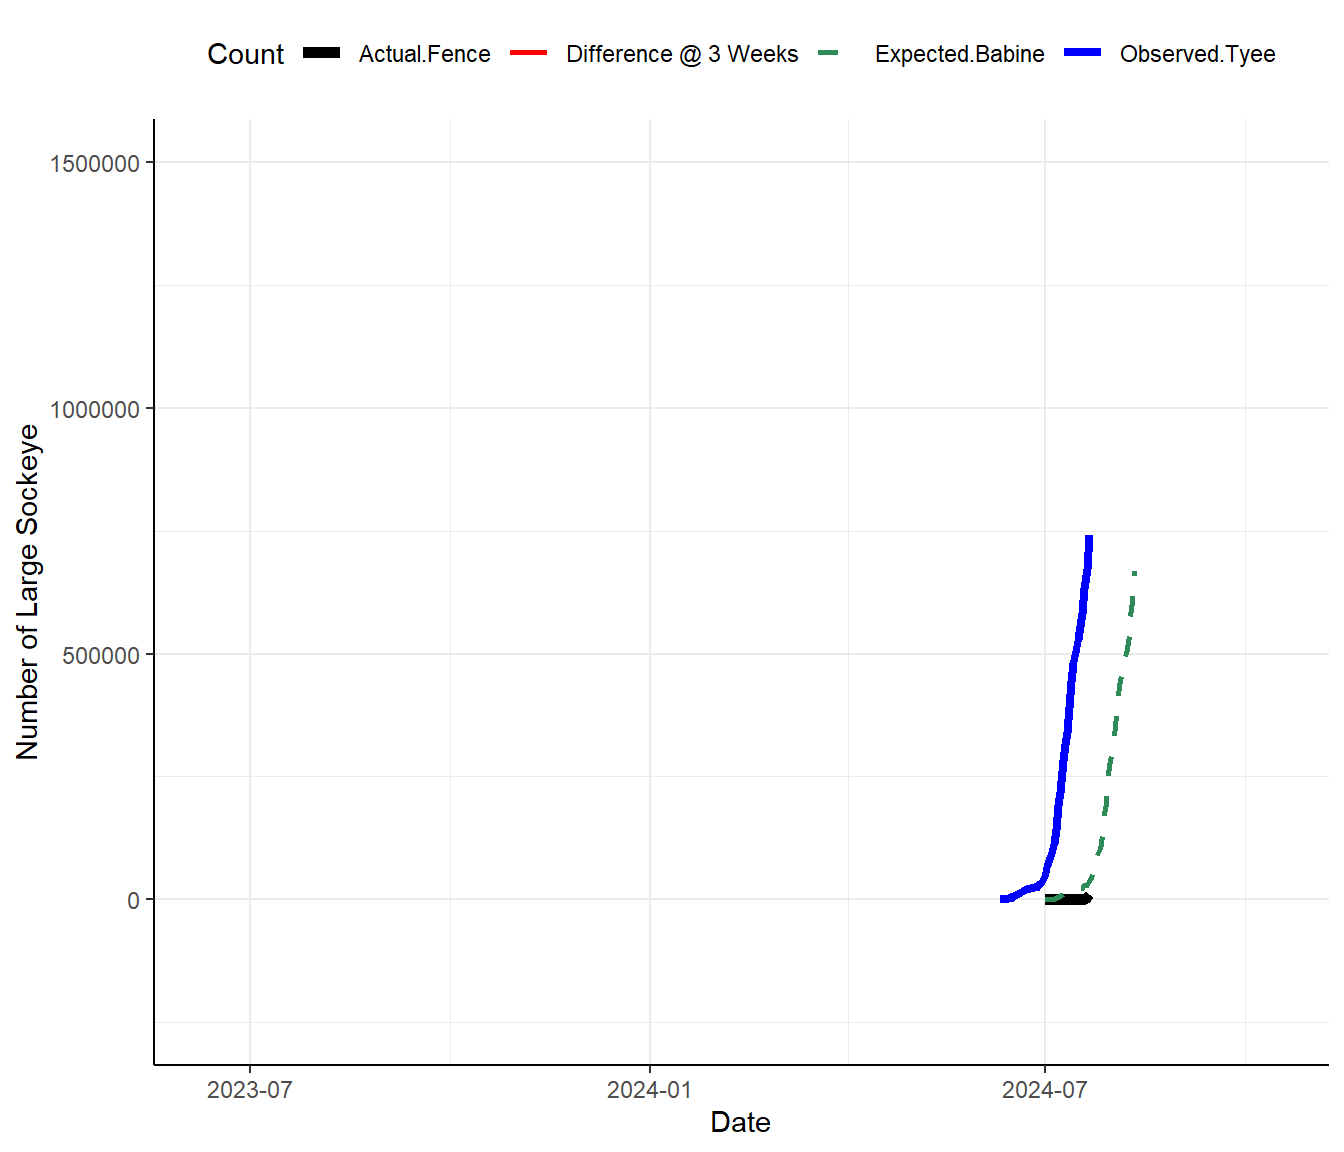 Count Actual.Fence Difference @ 3 Weeks Expected.Babine Observed.Tyee
1500000
1000000
500000
0
Number of Large Sockeye
2023-07 2024-01 2024-07
Date